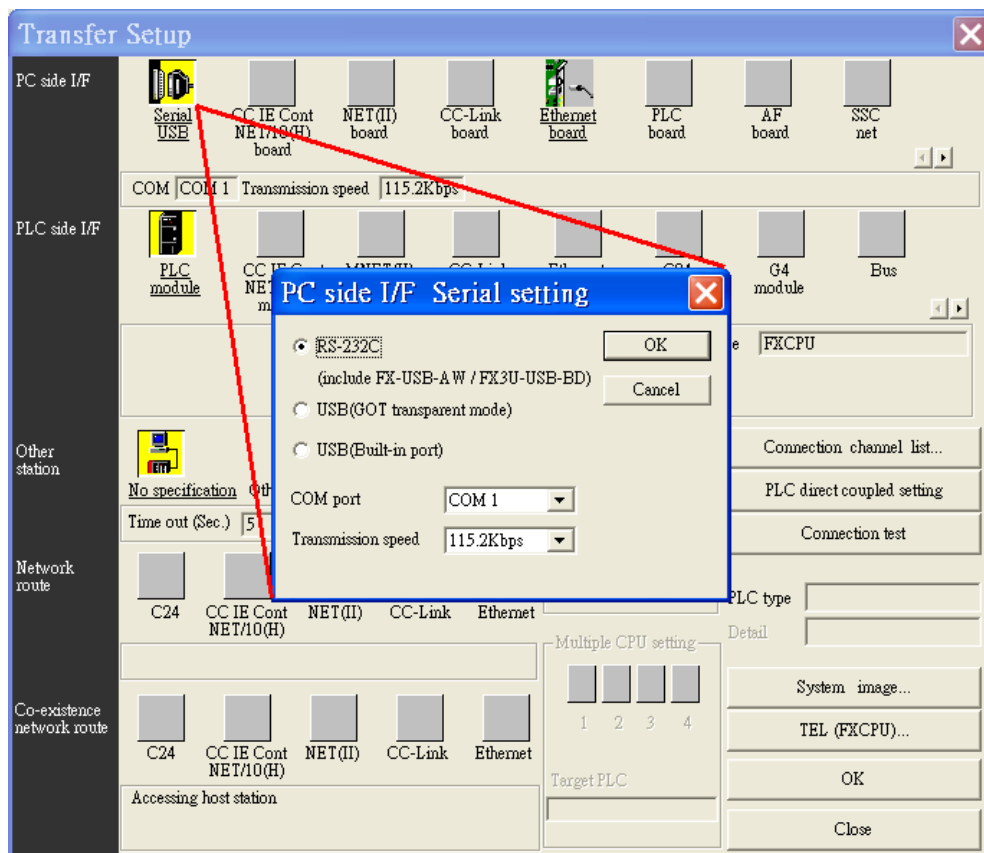 Transfer Setup
PC side I/F
Serial USB
CC IE Cont NET/10(H) board
NET(II) board
CC-Link board
Ethernet board
PLC board
AF board
SSC net
COM COM 1 Transmission speed 115.2Kbps
PLC side I/F
PLC module
G4 module
Bus
FXCPU
PC side I/F Serial setting
RS-232C
OK
(include FX-USB-AW / FX3U-USB-BD)
Cancel
USB(GOT transparent mode)
USB(Built-in port)
COM port COM 1
Transmission speed 115.2Kbps
Other station
No specification
Time out (Sec.) 5
Connection channel list...
PLC direct coupled setting
Connection test
Network route
C24
CC IE Cont NET/10(H)
NET(II)
CC-Link
Ethernet
PLC type
Detail
Multiple CPU setting
1 2 3 4
Target PLC
System image...
TEL (FXCPU)...
OK
Close
Co-existence network route
C24
CC IE Cont NET/10(H)
NET(II)
CC-Link
Ethernet
Accessing host station